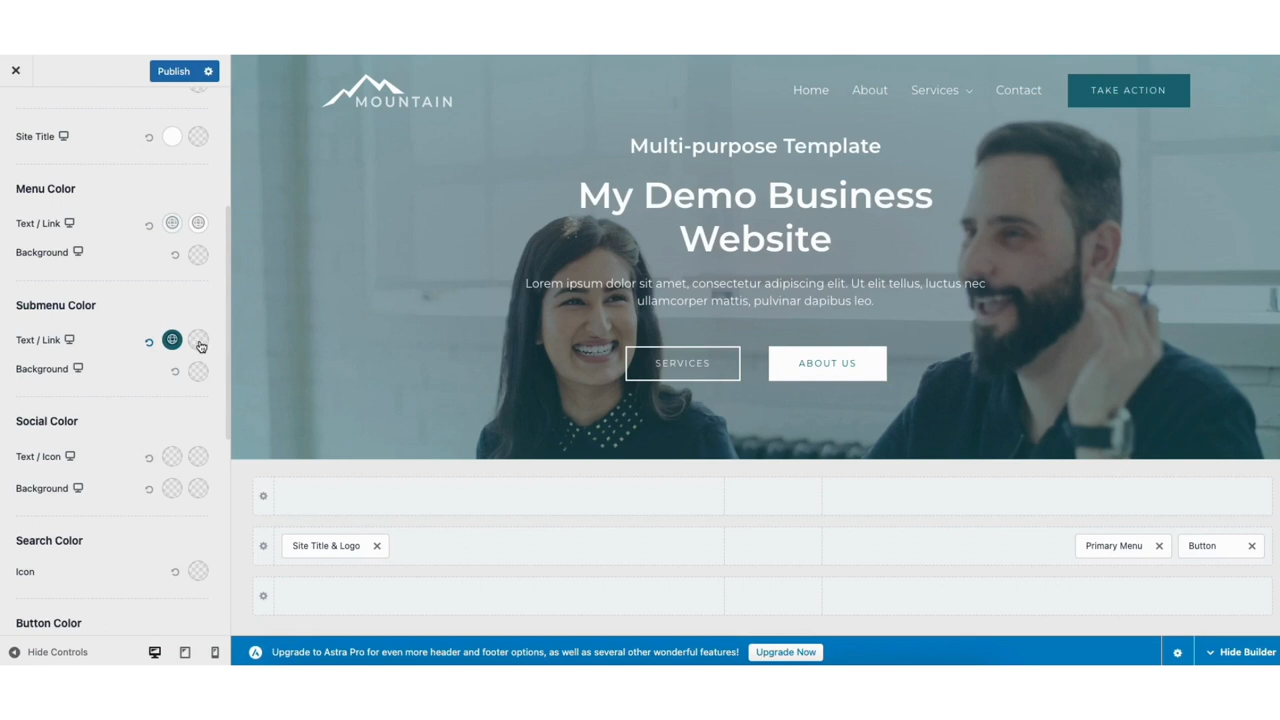 Publish
Site Title
Menu Color
Text / Link
Background
Submenu Color
Text / Link
Background
Social Color
Text / Icon
Background
Search Color
Icon
Button Color
Hide Controls
MOUNTAIN
Home About Services Contact TAKE ACTION
Multi-purpose Template
My Demo Business
Website
Lorem ipsum dolor sit amet, consectetur adipiscing elit. Ut elit tellus, luctus nec
ullamcorper mattis, pulvinar dapibus leo.
SERVICES ABOUT US
Site Title & Logo Primary Menu Button
Upgrade to Astra Pro for even more header and footer options, as well as several other wonderful features! Upgrade Now Hide Builder